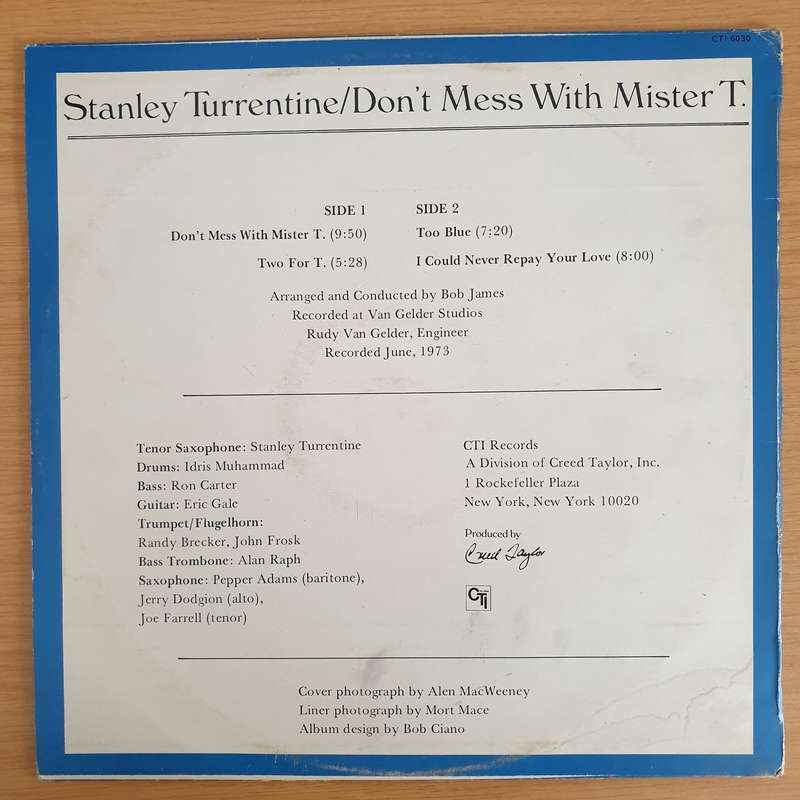 CTI 6030
Stanley Turrentine/Don't Mess With Mister T.
SIDE 1
Don't Mess With Mister T. (9:50)
Two For T. (5:28)
SIDE 2
Too Blue (7:20)
I Could Never Repay Your Love (8:00)
Arranged and Conducted by Bob James
Recorded at Van Gelder Studios
Rudy Van Gelder, Engineer
Recorded June, 1973
Tenor Saxophone: Stanley Turrentine
Drums: Idris Muhammad
Bass: Ron Carter
Guitar: Eric Gale
Trumpet/Flugelhorn:
Randy Brecker, John Frosk
Bass Trombone: Alan Raph
Saxophone: Pepper Adams (baritone),
Jerry Dodgion (alto),
Joe Farrell (tenor)
CTI Records
A Division of Creed Taylor, Inc.
1 Rockefeller Plaza
New York, New York 10020
Produced by
Creed Taylor
CTI
Cover photograph by Alen MacWeeney
Liner photograph by Mort Mace
Album design by Bob Ciano